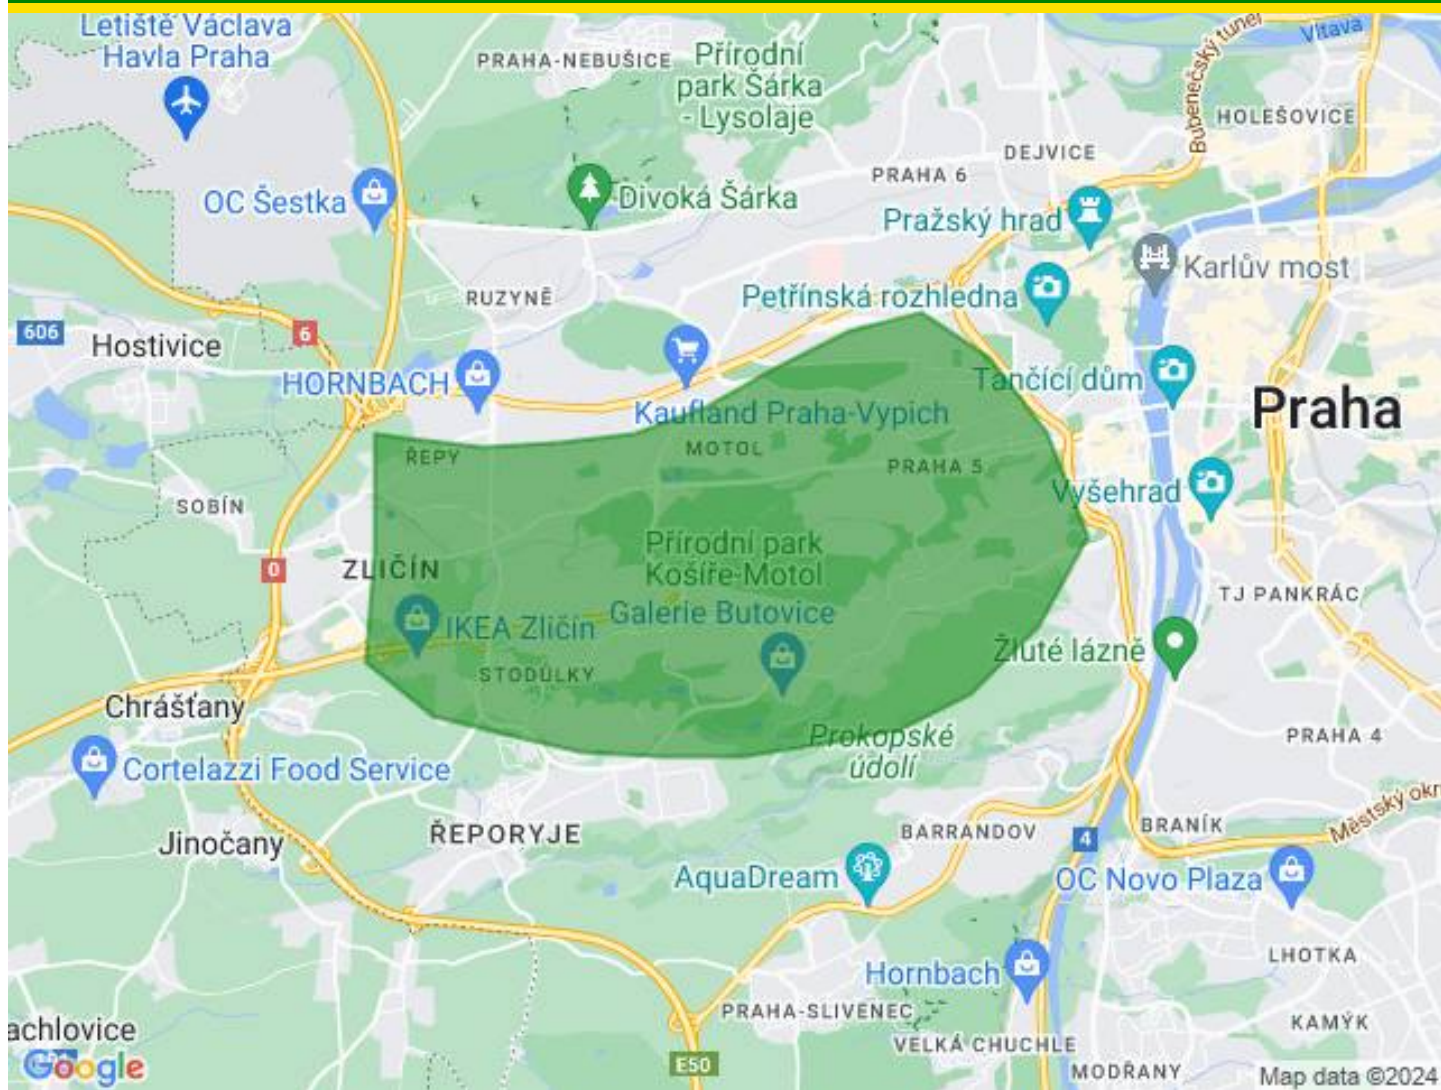 Letiště Václava
Havla Praha
PRAHA-NEBUŠICE
Přírodní
park Šárka
- Lysolaje
Bubenečský tunel
Vltava
HOLEŠOVICE
DEJVICE
PRAHA 6
OC Šestka
Divoká Šárka
Pražský hrad
Karlův most
RUZYNĚ
Petřínská rozhledna
606
Hostivice
6
HORNBACH
Tančící dům
Kaufland Praha-Vypich
Praha
ŘEPY
MOTOL
PRAHA 5
Vyšehrad
SOBÍN
Přírodní park
Košíře-Motol
0
ZLIČÍN
TJ PANKRÁC
IKEA Zličín
Galerie Butovice
Žluté lázně
STODŮLKY
Chrášťany
Prokopské
údolí
PRAHA 4
Cortelazzi Food Service
Městský okr
Jinočany
ŘEPORYJE
BARRANDOV
4
BRANÍK
AquaDream
OC Novo Plaza
Hornbach
LHOTKA
PRAHA-SLIVENEC
KAMÝK
achlovice
VELKÁ CHUCHLE
Google
E50
MODŘANY
Map data ©2024